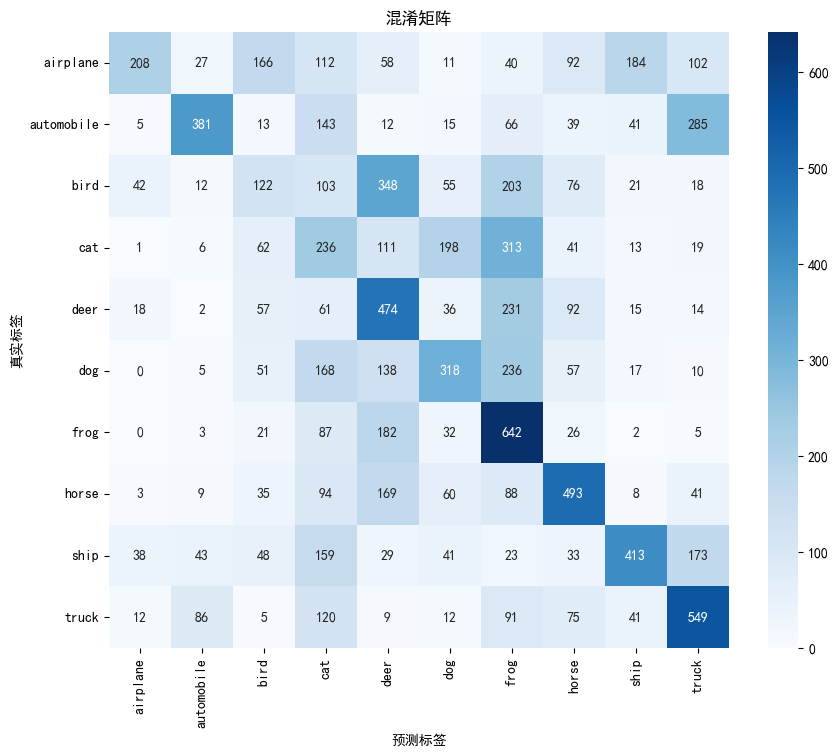 混淆矩阵
airplane 208 27 166 112 58 11 40 92 184 102
automobile 5 381 13 143 12 15 66 39 41 285
bird 42 12 122 103 348 55 203 76 21 18
cat 1 6 62 236 111 198 313 41 13 19
deer 18 2 57 61 474 36 231 92 15 14
dog 0 5 51 168 138 318 236 57 17 10
frog 0 3 21 87 182 32 642 26 2 5
horse 3 9 35 94 169 60 88 493 8 41
ship 38 43 48 159 29 41 23 33 413 173
truck 12 86 5 120 9 12 91 75 41 549
airplane automobile bird cat deer dog frog horse ship truck
预测标签
真实标签
600
500
400
300
200
100
0